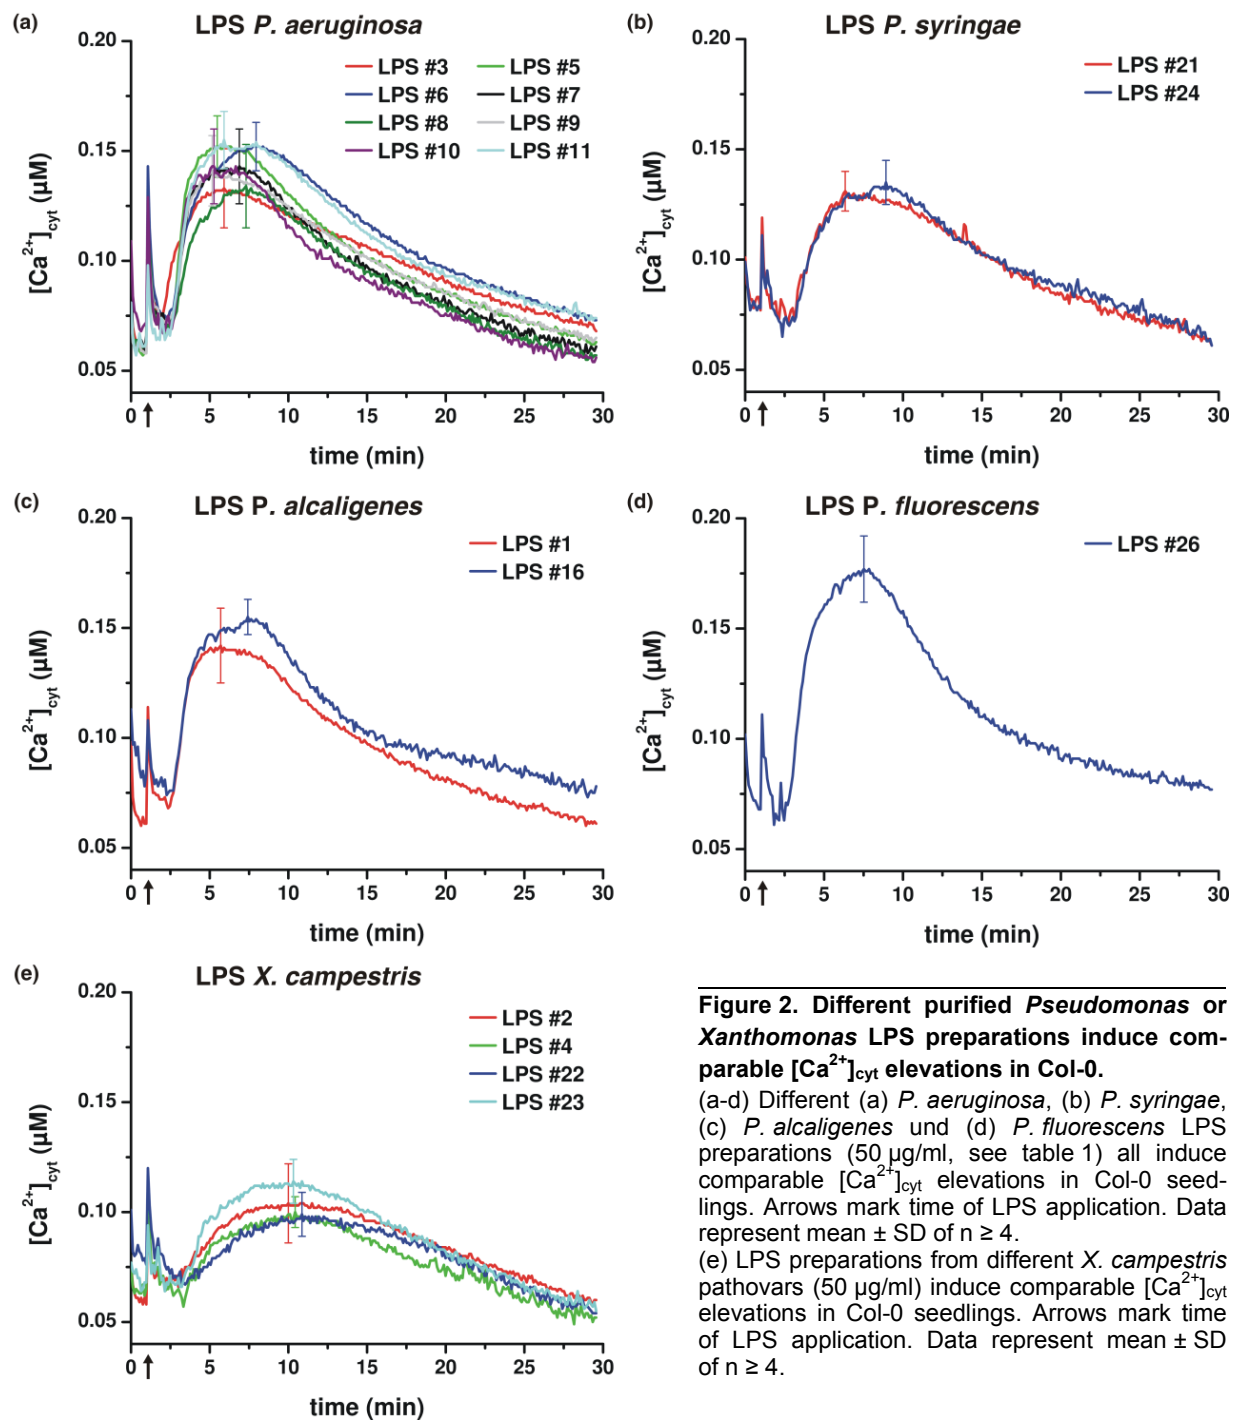 (a)
LPS P. aeruginosa
LPS #3
LPS #5
LPS #6
LPS #7
LPS #8
LPS #9
LPS #10
LPS #11
[Ca2+]cyt (µM)
0.20
0.15
0.10
0.05
0 5 10 15 20 25 30
time (min)
(b)
LPS P. syringae
LPS #21
LPS #24
[Ca2+]cyt (µM)
0.20
0.15
0.10
0.05
0 5 10 15 20 25 30
time (min)
(c)
LPS P. alcaligenes
LPS #1
LPS #16
[Ca2+]cyt (µM)
0.20
0.15
0.10
0.05
0 5 10 15 20 25 30
time (min)
(d)
LPS P. fluorescens
LPS #26
[Ca2+]cyt (µM)
0.20
0.15
0.10
0.05
0 5 10 15 20 25 30
time (min)
(e)
LPS X. campestris
LPS #2
LPS #4
LPS #22
LPS #23
[Ca2+]cyt (µM)
0.20
0.15
0.10
0.05
0 5 10 15 20 25 30
time (min)
Figure 2. Different purified Pseudomonas or
Xanthomonas LPS preparations induce com-
parable [Ca2+]cyt elevations in Col-0.
(a-d) Different (a) P. aeruginosa, (b) P. syringae,
(c) P. alcaligenes und (d) P. fluorescens LPS
preparations (50 µg/ml, see table 1) all induce
comparable [Ca2+]cyt elevations in Col-0 seed-
lings. Arrows mark time of LPS application. Data
represent mean ± SD of n ≥ 4.
(e) LPS preparations from different X. campestris
pathovars (50 µg/ml) induce comparable [Ca2+]cyt
elevations in Col-0 seedlings. Arrows mark time
of LPS application. Data represent mean ± SD
of n ≥ 4.